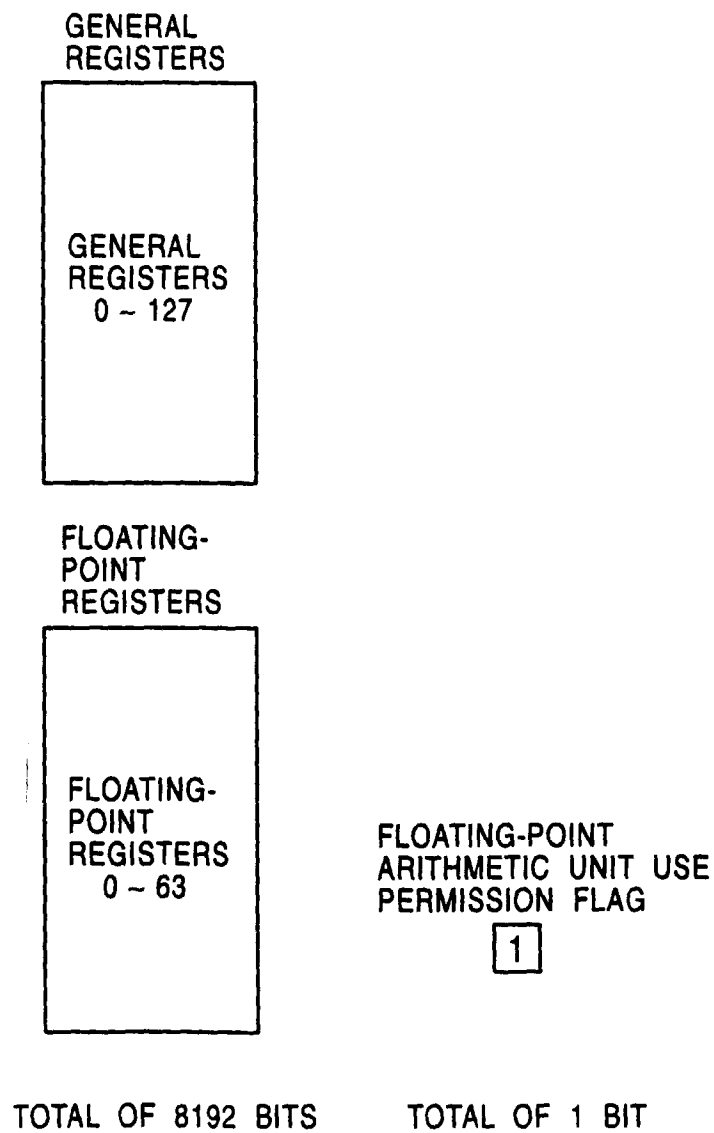 GENERAL
REGISTERS
GENERAL
REGISTERS
0 ~ 127
FLOATING-
POINT
REGISTERS
FLOATING-
POINT
REGISTERS
0 ~ 63
FLOATING-POINT
ARITHMETIC UNIT USE
PERMISSION FLAG
1
TOTAL OF 8192 BITS
TOTAL OF 1 BIT